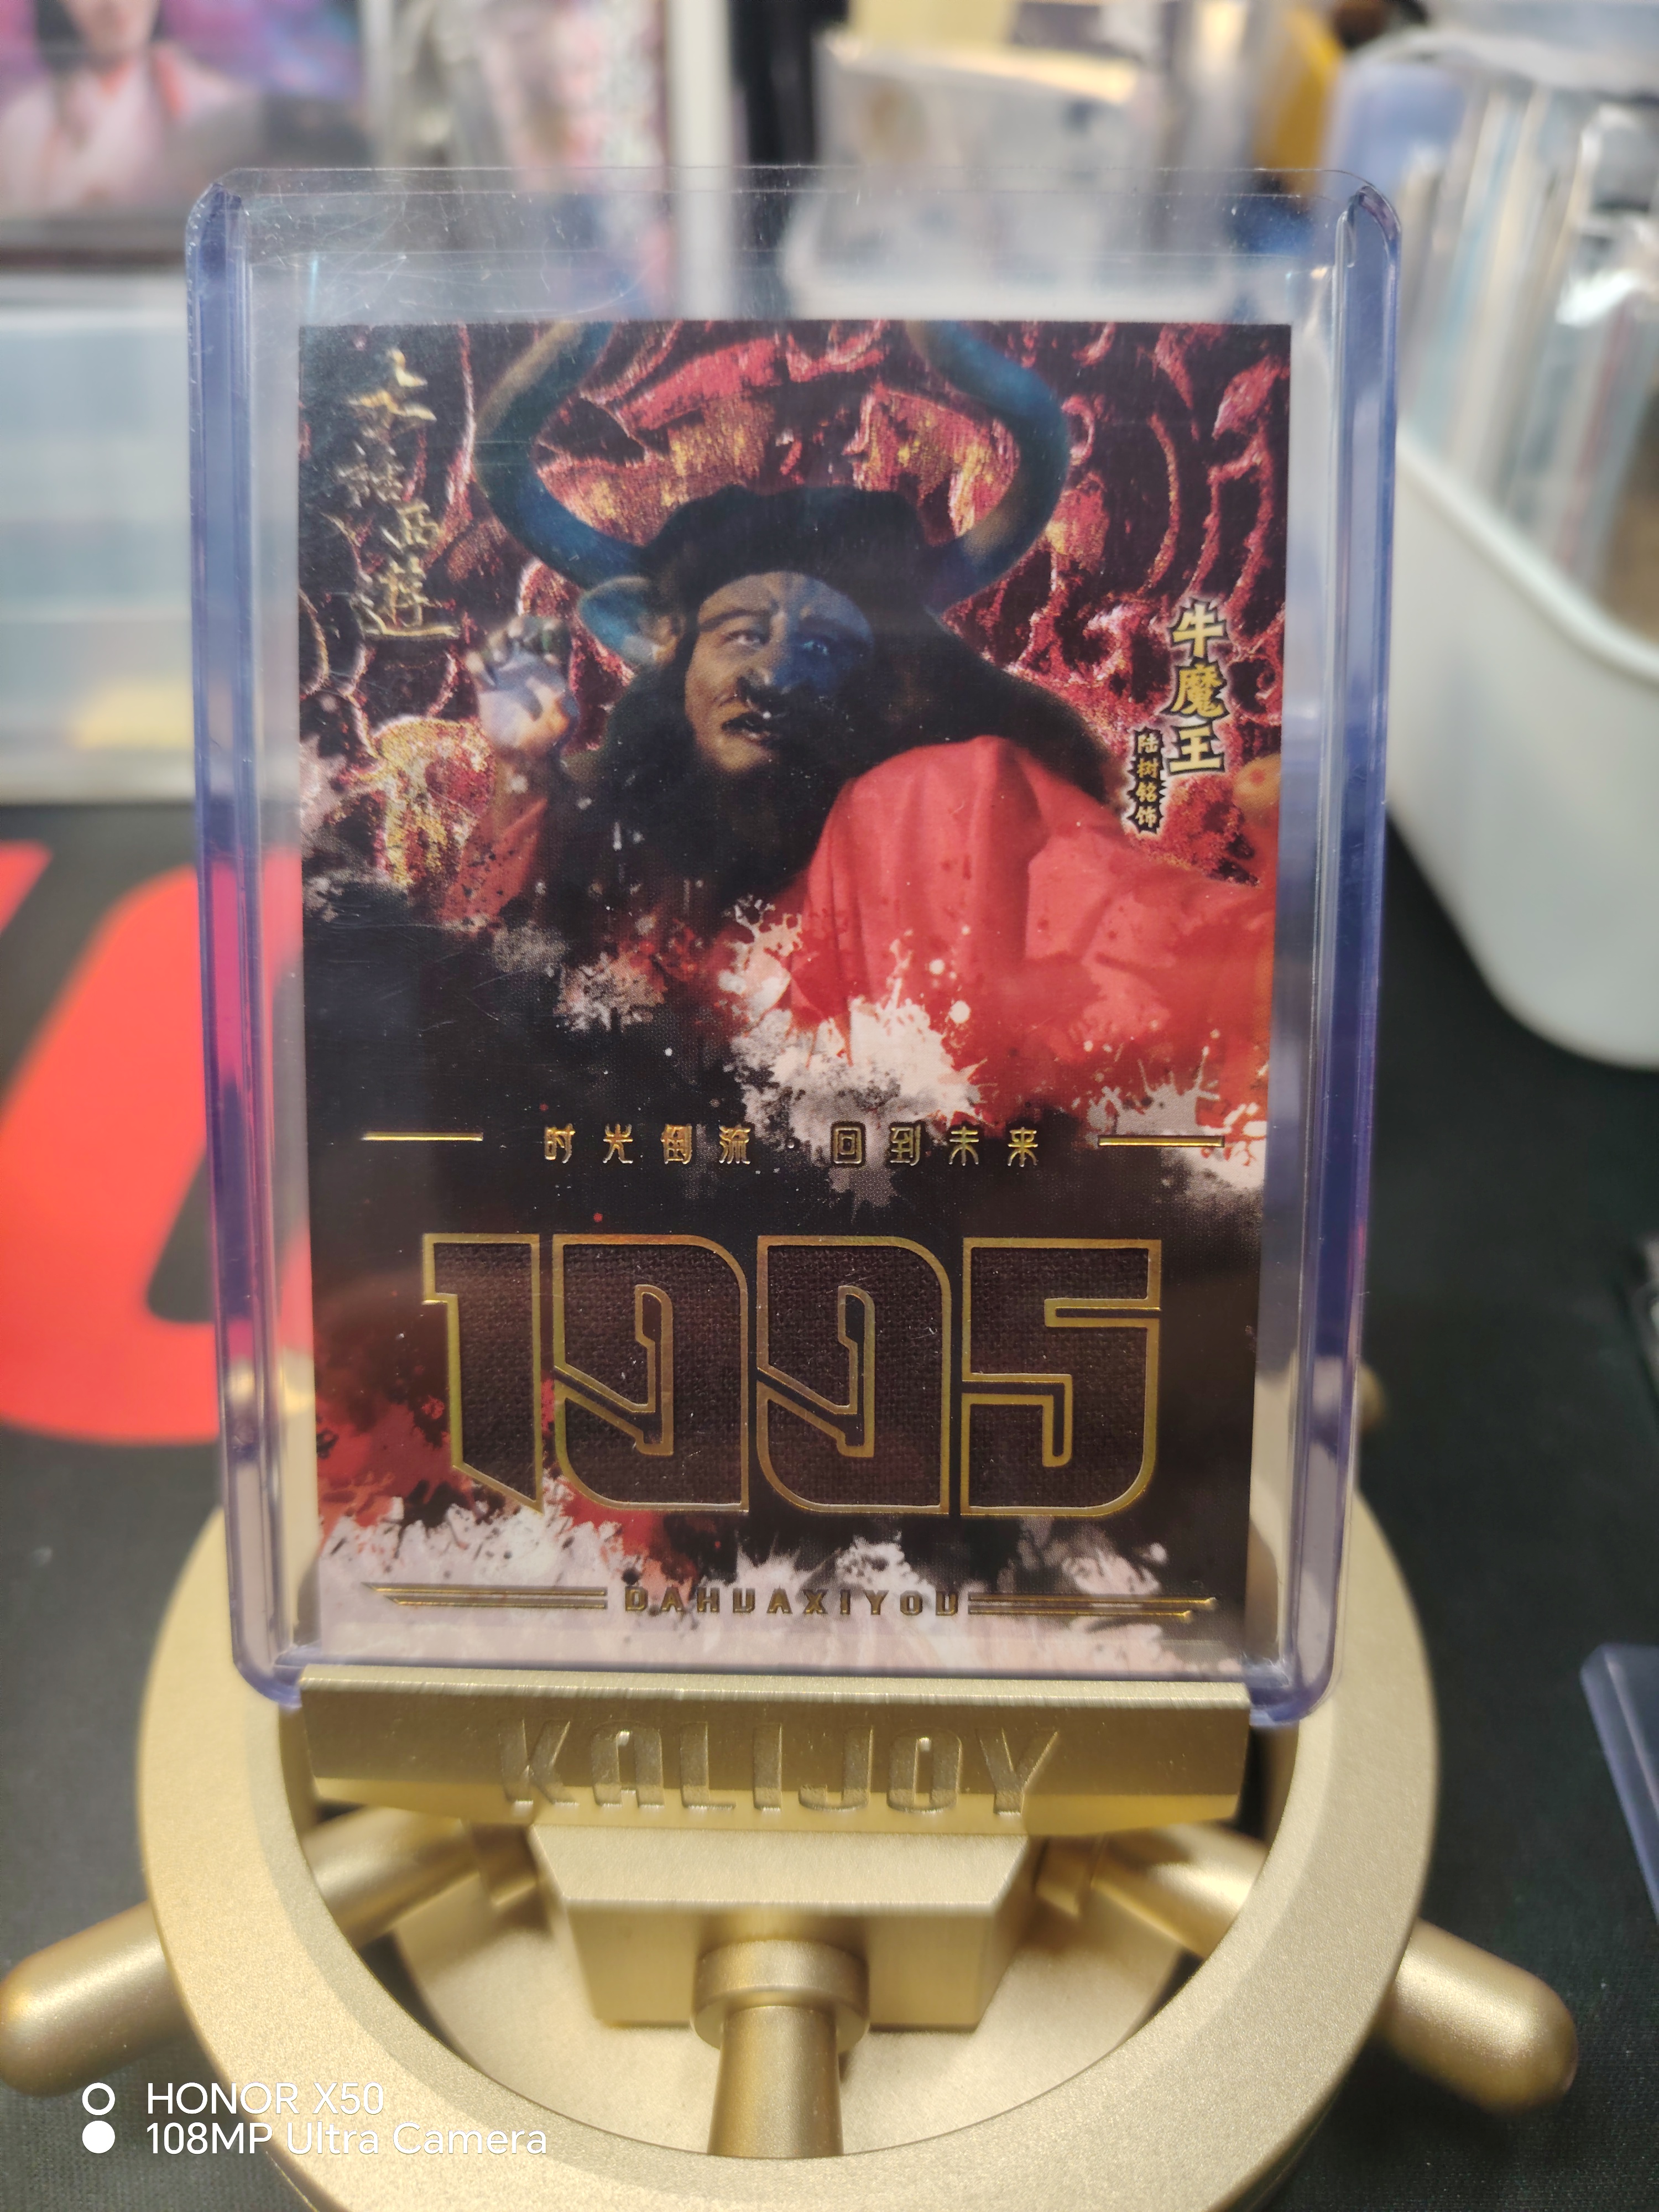 大話西遊
牛魔王
陆树铭饰
时光倒流·回到未来
1995
DAHUAXIYOU
KALIJOY
HONOR X50
108MP Ultra Camera